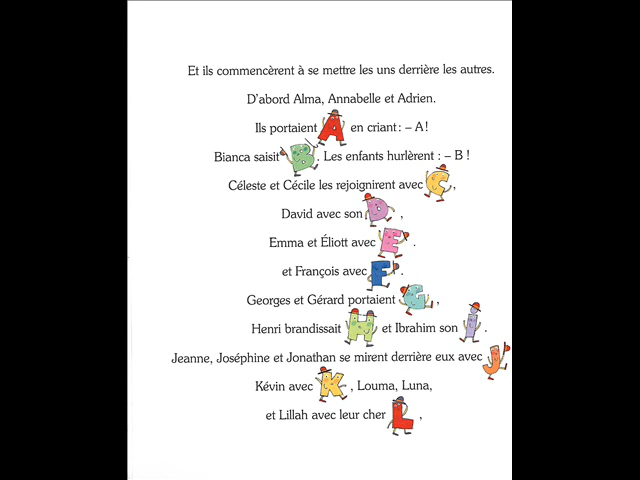 Et ils commencèrent à se mettre les uns derrière les autres.
D'abord Alma, Annabelle et Adrien.
Ils portaient A en criant : – A !
Bianca saisit B. Les enfants hurlèrent : – B !
Céleste et Cécile les rejoignirent avec C,
David avec son D,
Emma et Éliott avec E.
et François avec F.
Georges et Gérard portaient G,
Henri brandissait H et Ibrahim son i.
Jeanne, Joséphine et Jonathan se mirent derrière eux avec J
Kévin avec K, Louma, Luna,
et Lillah avec leur cher L,